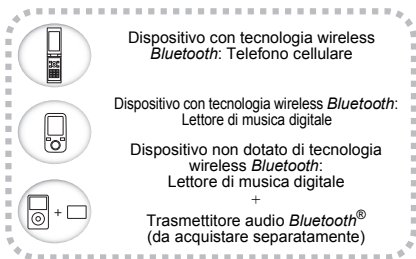 Dispositivo con tecnologia wireless
Bluetooth: Telefono cellulare
Dispositivo con tecnologia wireless Bluetooth:
Lettore di musica digitale
Dispositivo non dotato di tecnologia
wireless Bluetooth:
Lettore di musica digitale
+
Trasmettitore audio Bluetooth®
(da acquistare separatamente)